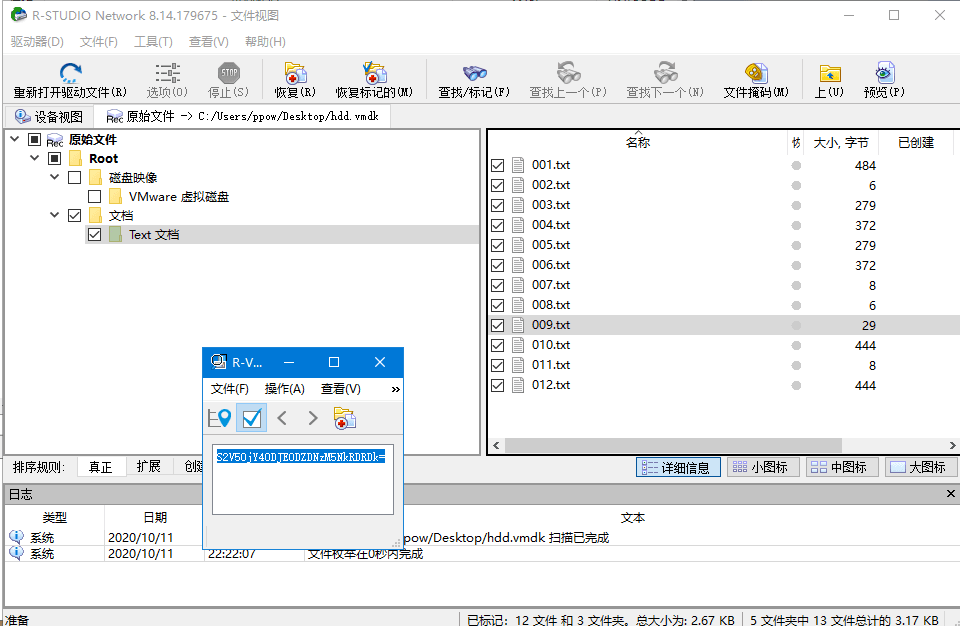 R-STUDIO Network 8.14.179675 - 文件视图
驱动器(D) 文件(F) 工具(T) 查看(V) 帮助(H)
STOP
重新打开驱动文件(R) 选项(O) 停止(S) 恢复(R) 恢复标记的(M) 查找/标记(F) 查找上一个(P) 查找下一个(N) 文件掩码(M) 上(U) 预览(P)
设备视图 Rec 原始文件 -> C:/Users/ppow/Desktop/hdd.vmdk
Rec 原始文件
Root
磁盘映像
VMware 虚拟磁盘
文档
Text 文档
名称 大小, 字节 已创建
001.txt 484
002.txt 6
003.txt 279
004.txt 372
005.txt 279
006.txt 372
007.txt 8
008.txt 6
009.txt 29
010.txt 444
011.txt 8
012.txt 444
R-V...
文件(F) 操作(A) 查看(V) »
S2V5OjY4ODJEODZDNzM5NkRDRDk=
排序规则: 真正 扩展 创建
详细信息 小图标 中图标 大图标
日志
类型 日期 文本
系统 2020/10/11 ppow/Desktop/hdd.vmdk 扫描已完成
系统 2020/10/11 22:22:07 文件枚举在0秒内完成
准备 已标记: 12 文件 和 3 文件夹。总大小为: 2.67 KB 5 文件夹中 13 文件总计的 3.17 KB